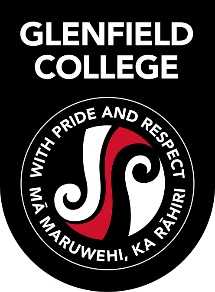 GLENFIELD
COLLEGE
WITH PRIDE AND RESPECT
MĀ MARUWEHI, KA RĀHIRI